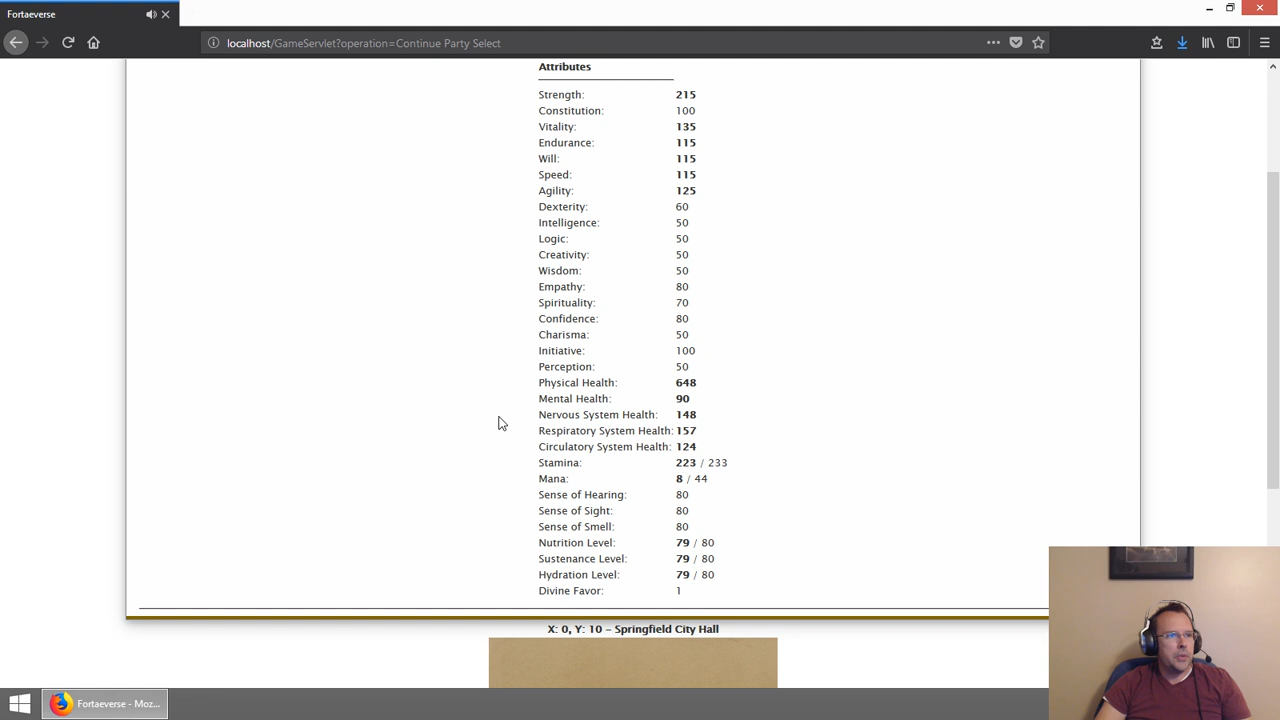 Fortaeverse
localhost/GameServlet?operation=Continue Party Select
Attributes
Strength: 215
Constitution: 100
Vitality: 135
Endurance: 115
Will: 115
Speed: 115
Agility: 125
Dexterity: 60
Intelligence: 50
Logic: 50
Creativity: 50
Wisdom: 50
Empathy: 80
Spirituality: 70
Confidence: 80
Charisma: 50
Initiative: 100
Perception: 50
Physical Health: 648
Mental Health: 90
Nervous System Health: 148
Respiratory System Health: 157
Circulatory System Health: 124
Stamina: 223 / 233
Mana: 8 / 44
Sense of Hearing: 80
Sense of Sight: 80
Sense of Smell: 80
Nutrition Level: 79 / 80
Sustenance Level: 79 / 80
Hydration Level: 79 / 80
Divine Favor: 1
X: 0, Y: 10 – Springfield City Hall
Fortaeverse - Moz...